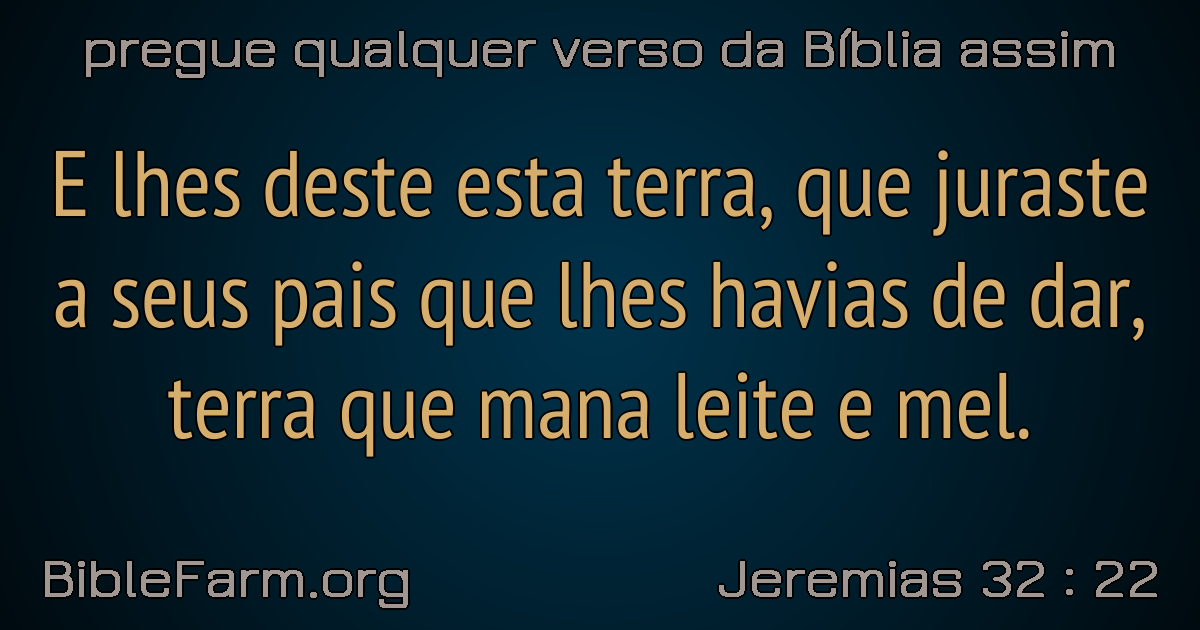 pregue qualquer verso da Bíblia assim
E lhes deste esta terra, que juraste
a seus pais que lhes havias de dar,
terra que mana leite e mel.
BibleFarm.org
Jeremias 32 : 22